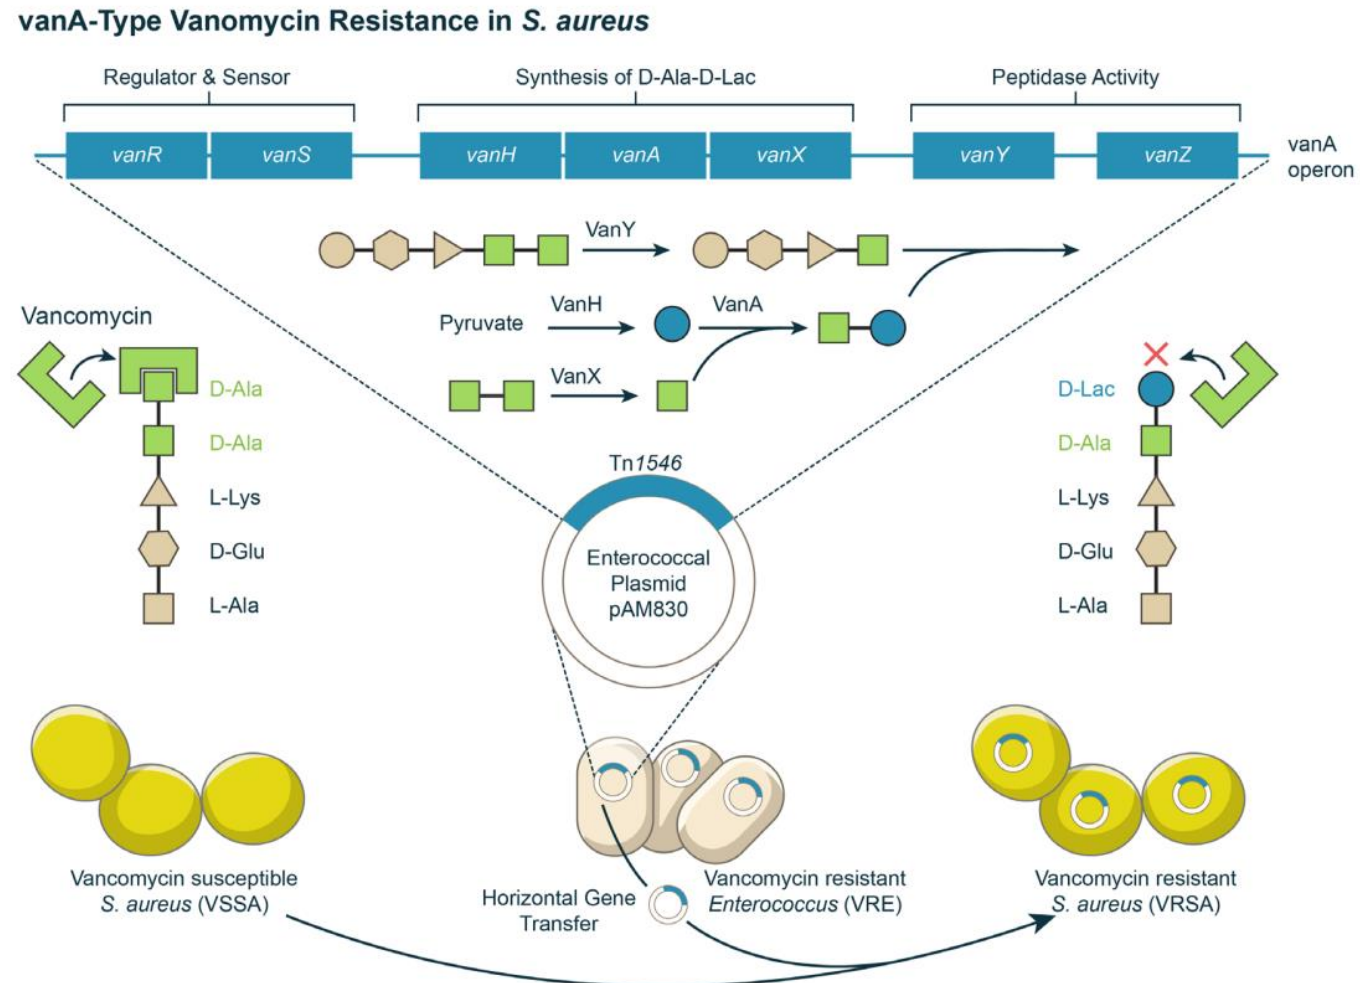 vanA-Type Vanomycin Resistance in S. aureus
Regulator & Sensor
Synthesis of D-Ala-D-Lac
Peptidase Activity
vanR
vanS
vanH
vanA
vanX
vanY
vanZ
vanA
operon
VanY
Pyruvate
VanH
VanA
VanX
Vancomycin
D-Ala
D-Ala
L-Lys
D-Glu
L-Ala
D-Lac
D-Ala
L-Lys
D-Glu
L-Ala
Tn1546
Enterococcal
Plasmid
pAM830
Vancomycin susceptible
S. aureus (VSSA)
Horizontal Gene
Transfer
Vancomycin resistant
Enterococcus (VRE)
Vancomycin resistant
S. aureus (VRSA)